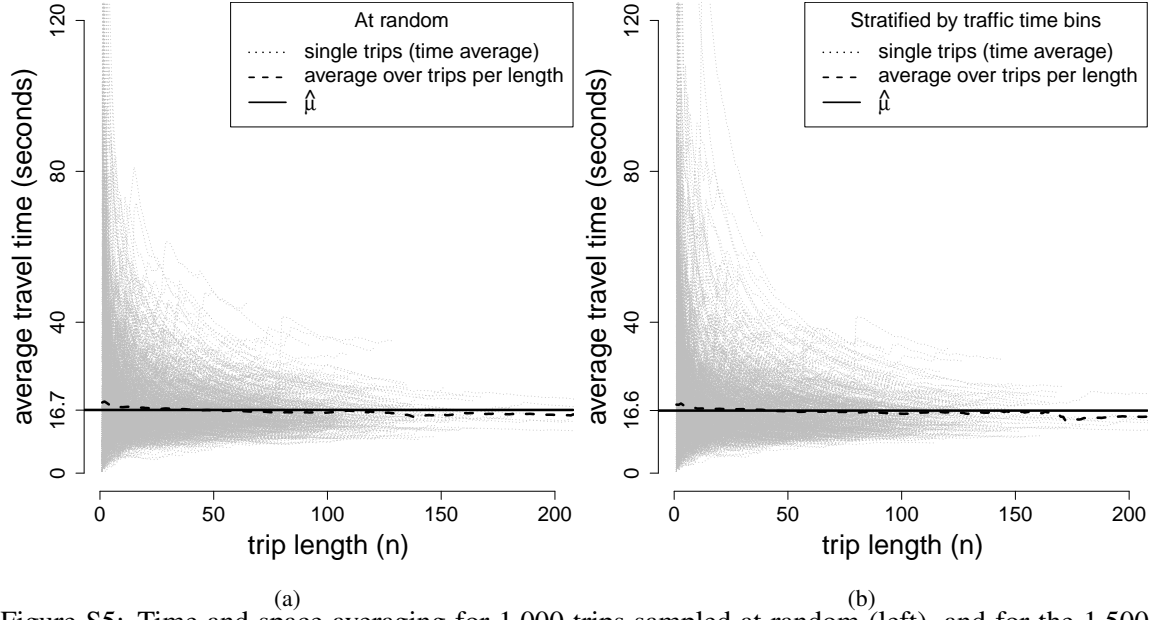 At random
single trips (time average)
average over trips per length
μ̂
average travel time (seconds)
120
80
40
16.7
0
0 50 100 150 200
trip length (n)
(a)
Stratified by traffic time bins
single trips (time average)
average over trips per length
μ̂
average travel time (seconds)
120
80
40
16.6
0
0 50 100 150 200
trip length (n)
(b)
Figure S5: Time and space averaging for 1,000 trips sampled at random (left), and for the 1,500